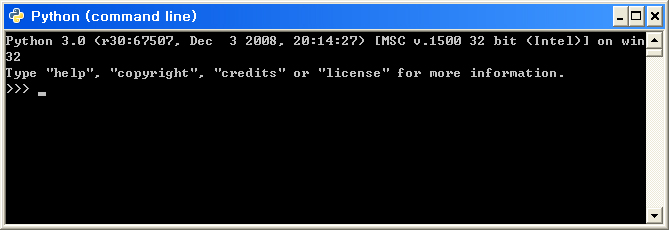 Python (command line)
Python 3.0 (r30:67507, Dec  3 2008, 20:14:27) [MSC v.1500 32 bit (Intel)] on win
32
Type "help", "copyright", "credits" or "license" for more information.
>>>